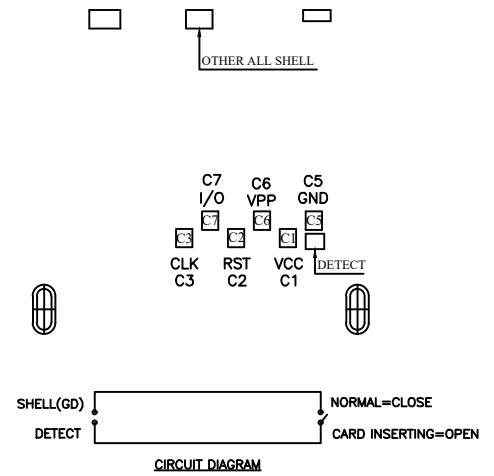 OTHER ALL SHELL
C7 C6 C5
I/O VPP GND
C7 C6 C5
C3 C2 C1
CLK RST VCC DETECT
C3 C2 C1
SHELL(GD) NORMAL=CLOSE
DETECT CARD INSERTING=OPEN
CIRCUIT DIAGRAM